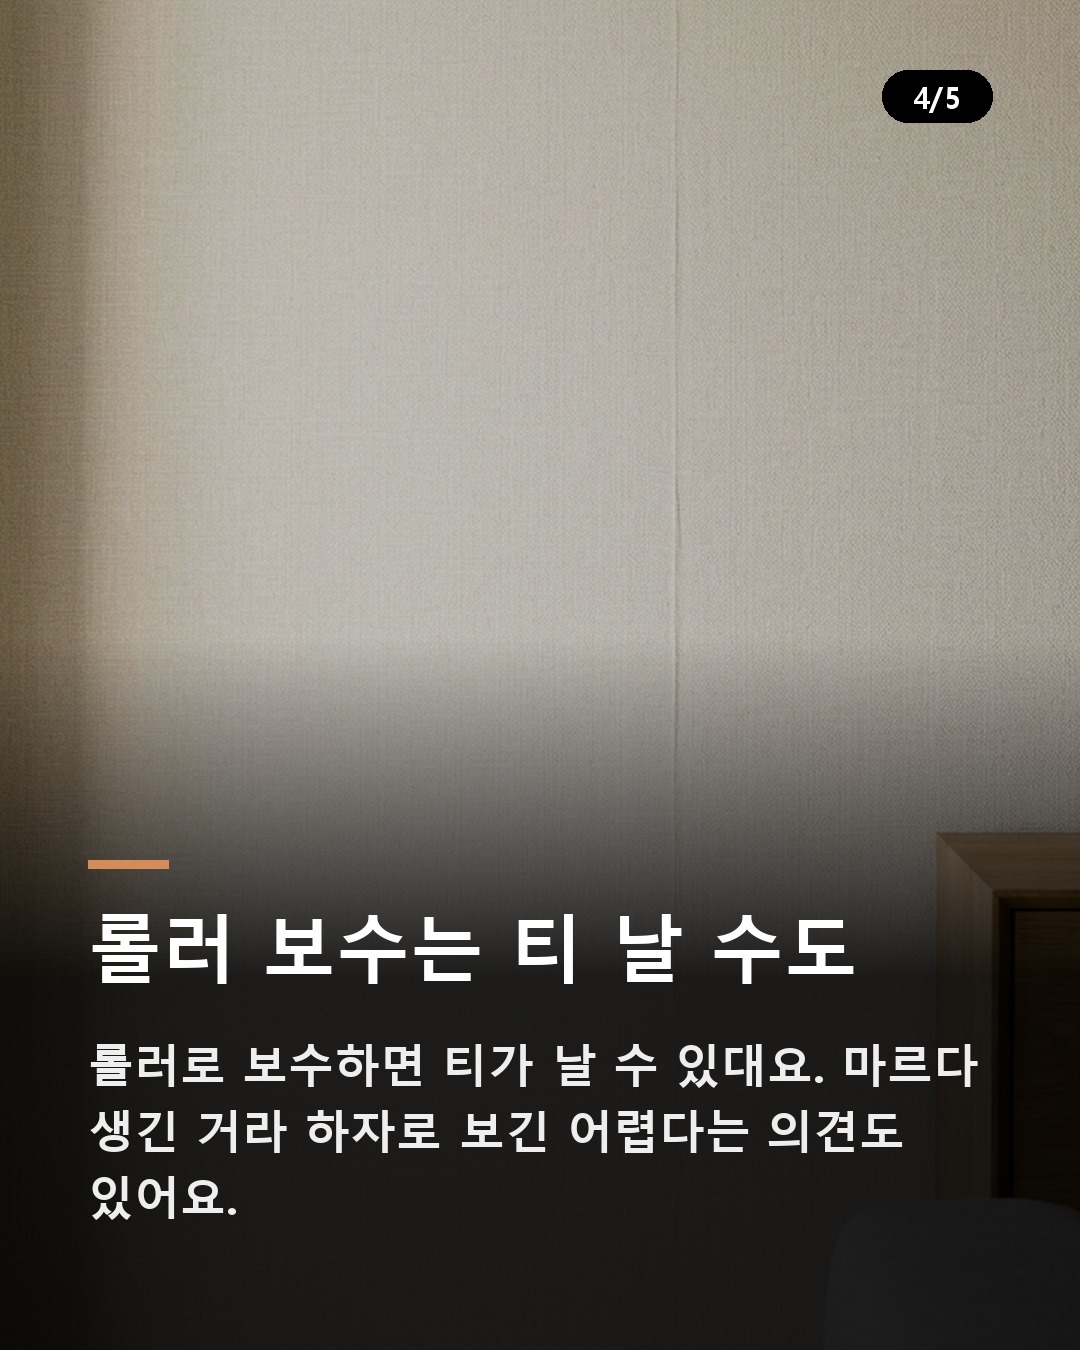 4/5
롤러 보수는 티 날 수도
롤러로 보수하면 티가 날 수 있대요. 마르다
생긴 거라 하자로 보긴 어렵다는 의견도
있어요.